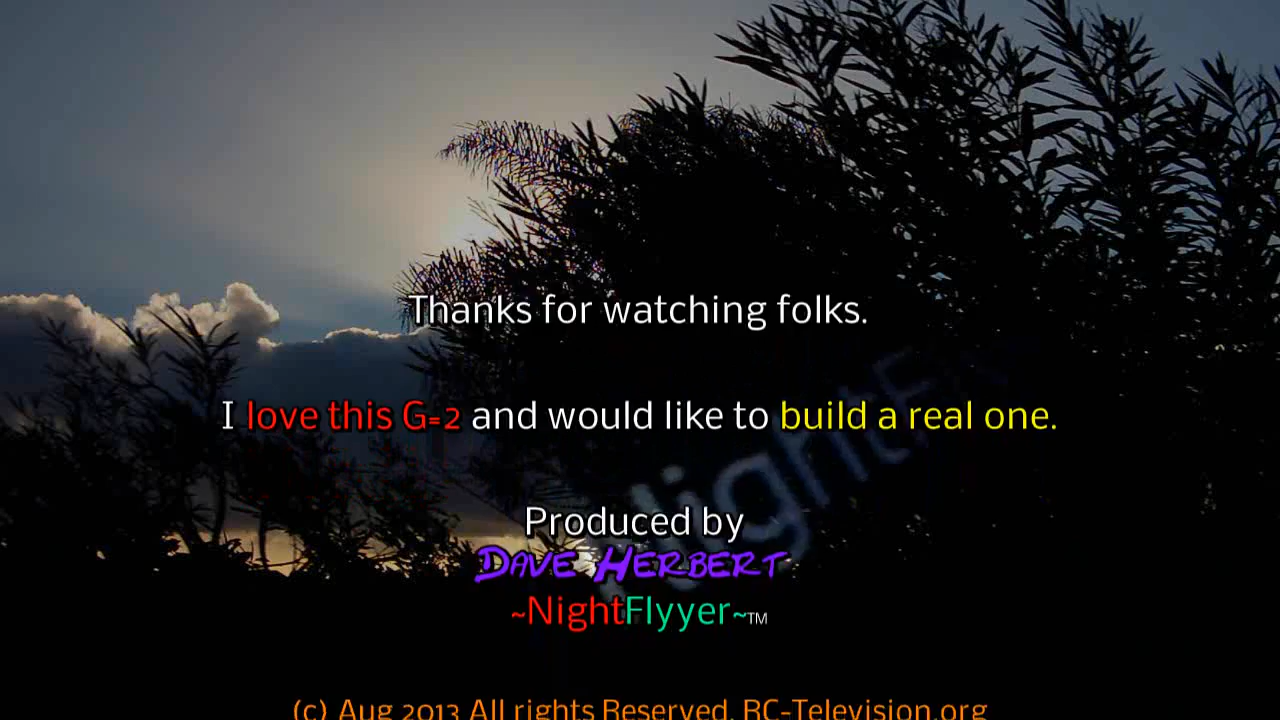 Thanks for watching folks.
I love this G=2 and would like to build a real one.
Produced by
Dave Herbert
~NightFlyyer~TM
(c) Aug 2013 All rights Reserved. RC-Television.org